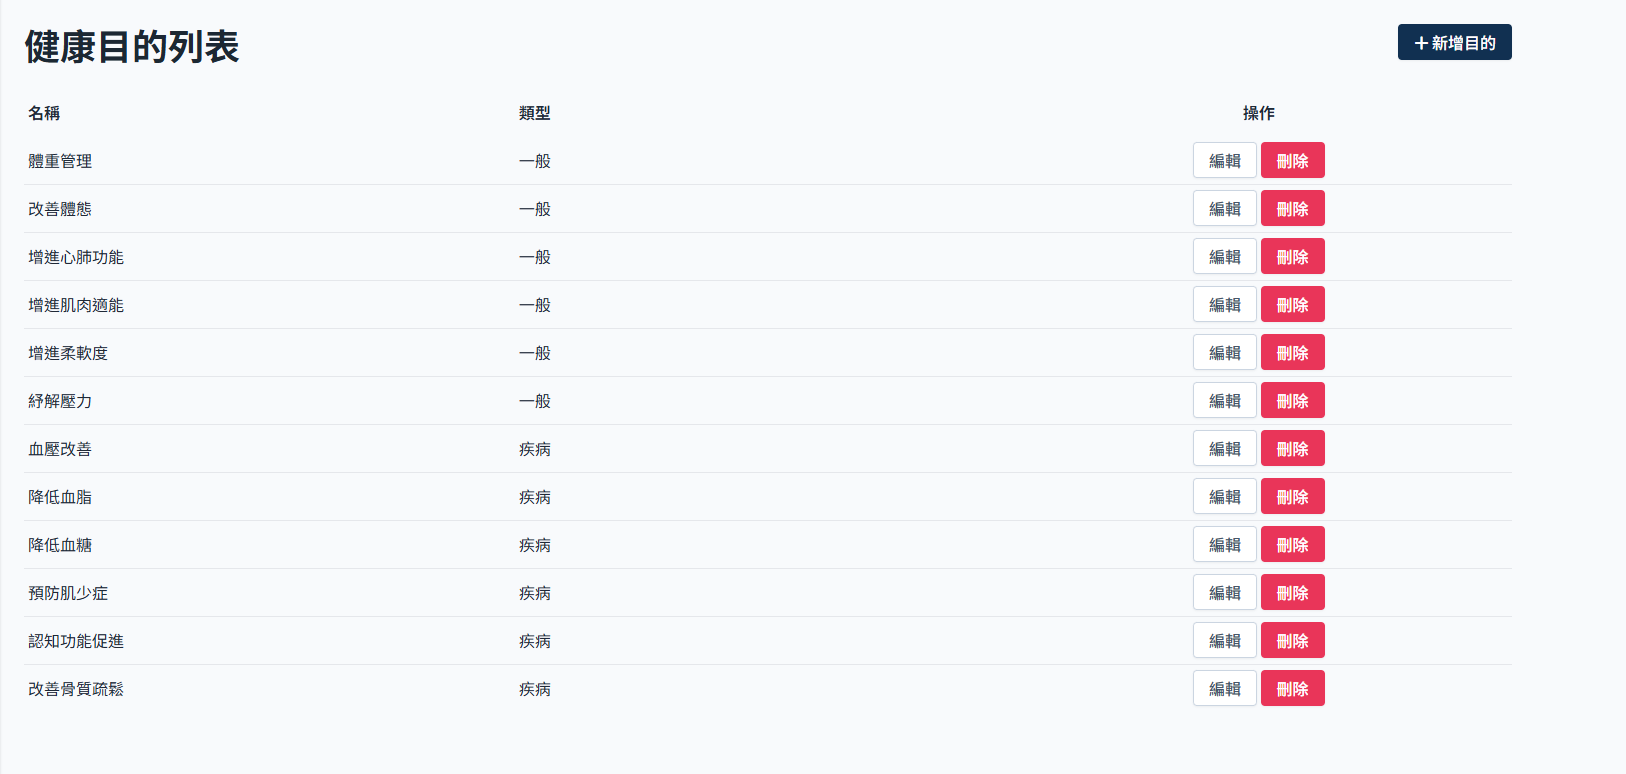 健康目的列表
+ 新增目的
名稱 類型 操作
體重管理 一般 編輯 刪除
改善體態 一般 編輯 刪除
增進心肺功能 一般 編輯 刪除
增進肌肉適能 一般 編輯 刪除
增進柔軟度 一般 編輯 刪除
紓解壓力 一般 編輯 刪除
血壓改善 疾病 編輯 刪除
降低血脂 疾病 編輯 刪除
降低血糖 疾病 編輯 刪除
預防肌少症 疾病 編輯 刪除
認知功能促進 疾病 編輯 刪除
改善骨質疏鬆 疾病 編輯 刪除